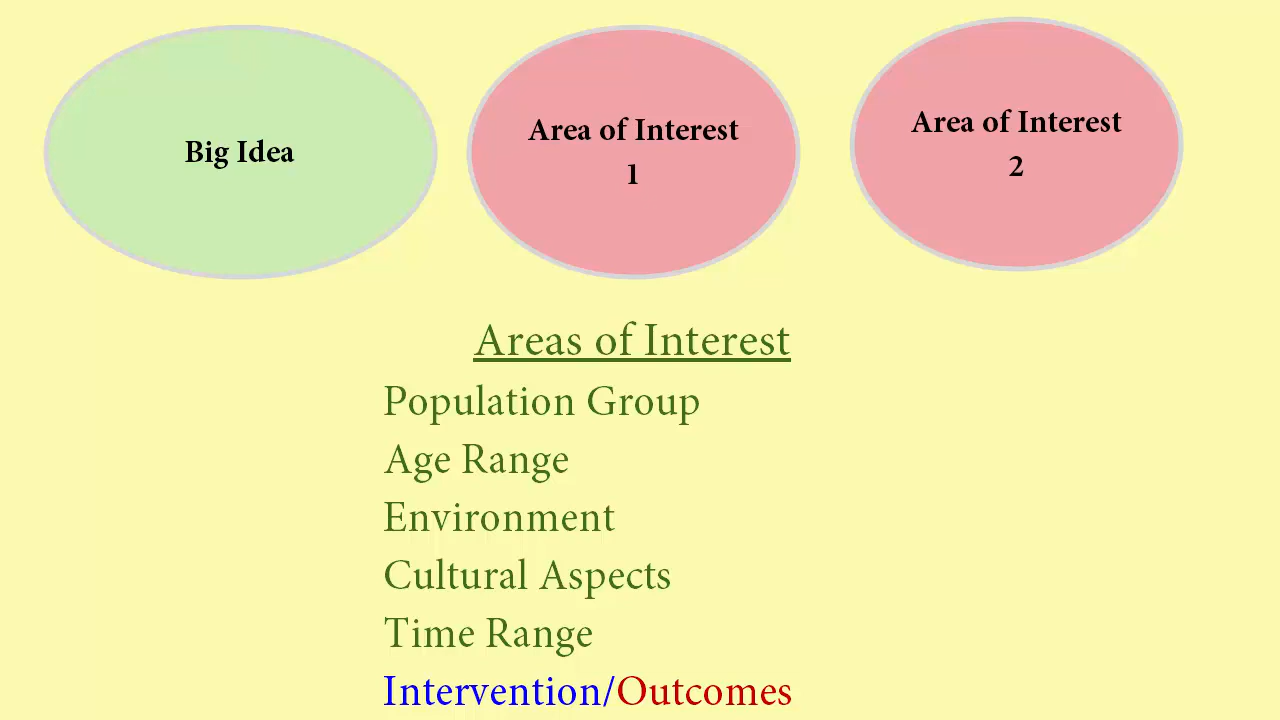 Big Idea
Area of Interest
1
Area of Interest
2
Areas of Interest
Population Group
Age Range
Environment
Cultural Aspects
Time Range
Intervention/Outcomes